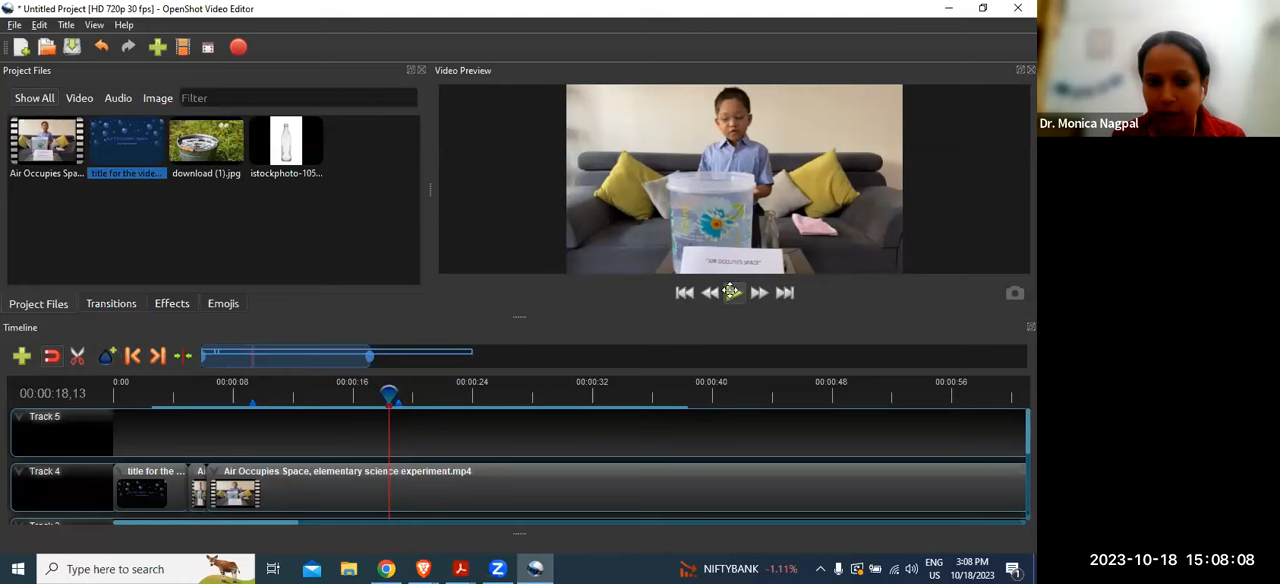 * Untitled Project [HD 720p 30 fps] - OpenShot Video Editor
File Edit Title View Help
Project Files
Video Preview
Show All Video Audio Image Filter
Dr. Monica Nagpal
Air Occupies Spa... title for the vide... download (1).jpg istockphoto-105...
"AIR OCCUPIES SPACE"
Project Files Transitions Effects Emojis
Timeline
00:00:18,13
0:00 00:00:08 00:00:16 00:00:24 00:00:32 00:00:40 00:00:48 00:00:56
Track 5
Track 4
title for the ...
Ai
Air Occupies Space, elementary science experiment.mp4
Type here to search
NIFTYBANK -1.11%
ENG
US
3:08 PM
10/18/2023
1
2023-10-18 15:08:08